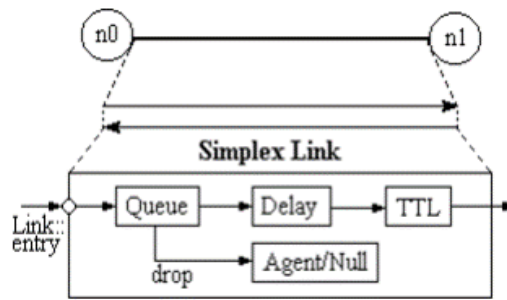 n0
n1
Simplex Link
Queue
Delay
TTL
Link::
entry
drop
Agent/Null